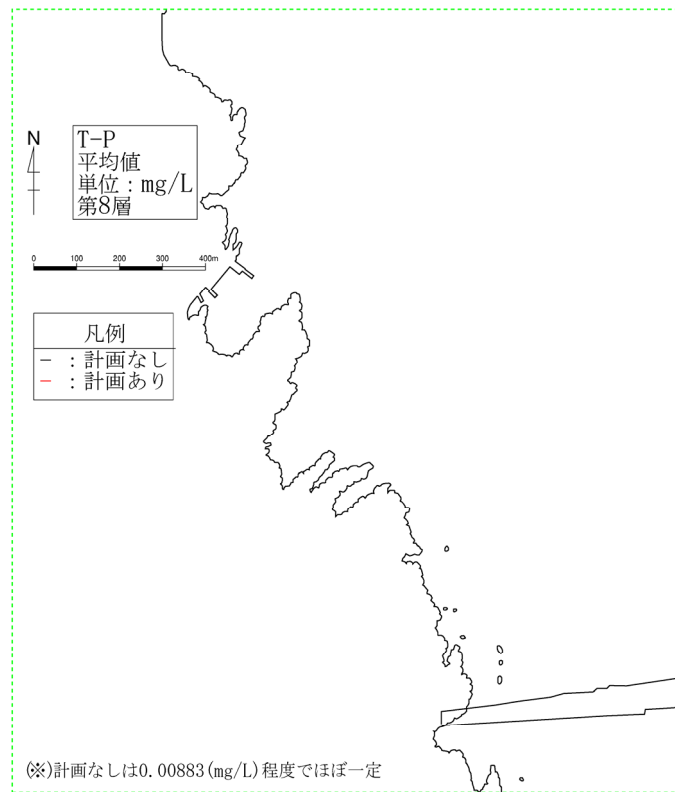 N
T-P
平均値
単位：mg/L
第8層
0 100 200 300 400m
凡例
－ ：計画なし
－ ：計画あり
(※)計画なしは0.00883(mg/L)程度でほぼ一定